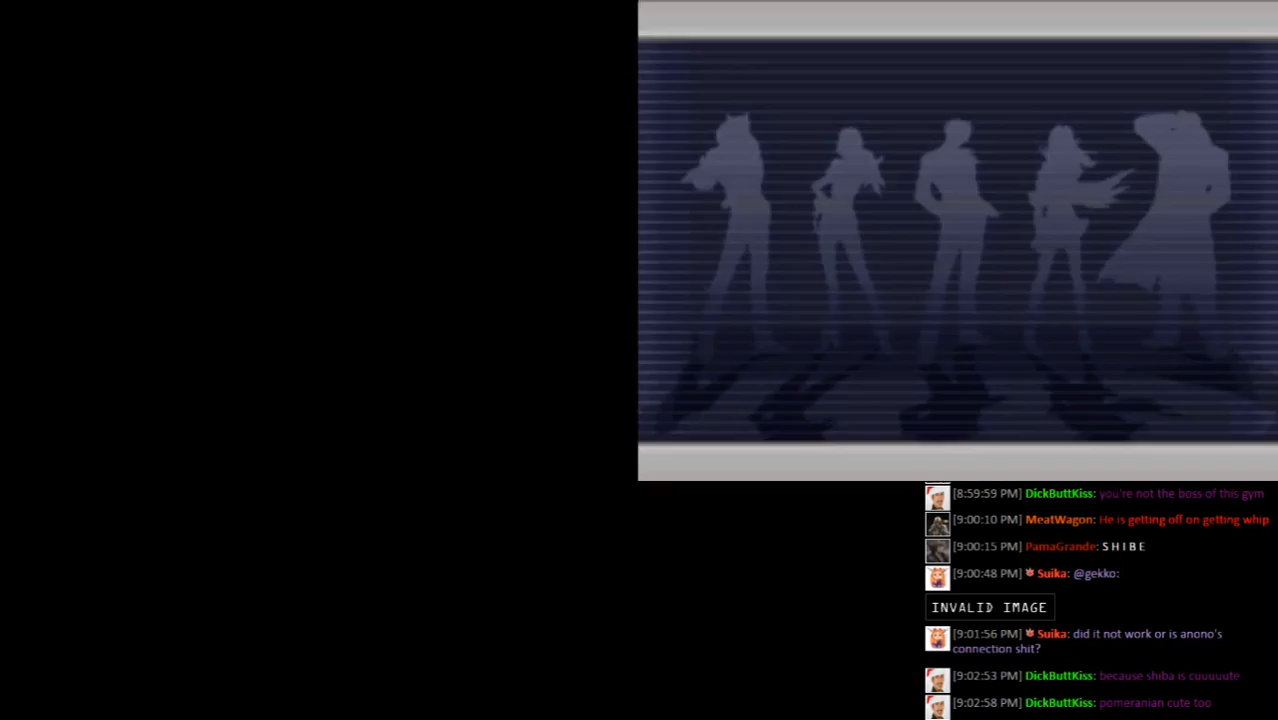 [8:59:59 PM] DickButtKiss: you're not the boss of this gym
[9:00:10 PM] MeatWagon: He is getting off on getting whip
[9:00:15 PM] PamaGrande: S H I B E
[9:00:48 PM] Suika: @gekko:
INVALID IMAGE
[9:01:56 PM] Suika: did it not work or is anono's
connection shit?
[9:02:53 PM] DickButtKiss: because shiba is cuuuuute
[9:02:58 PM] DickButtKiss: pomeranian cute too